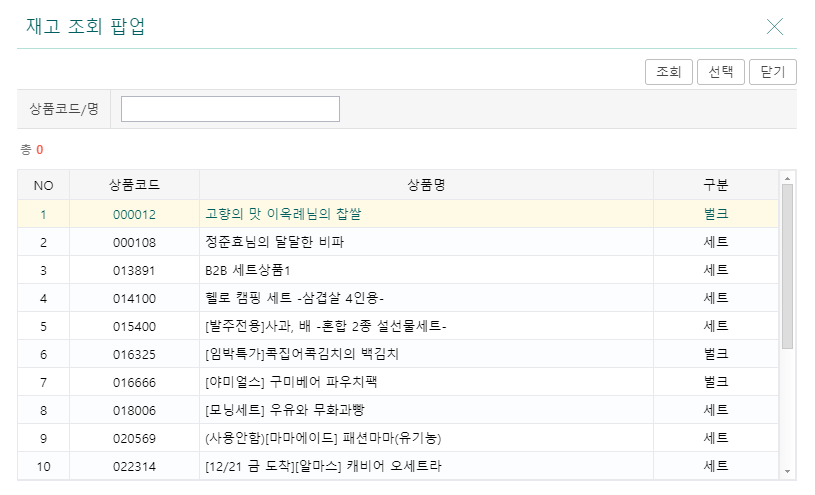 재고 조회 팝업
조회 선택 닫기
상품코드/명
총 0
NO 상품코드 상품명 구분
1 000012 고향의 맛 이옥례님의 찹쌀 벌크
2 000108 정준효님의 달달한 비파 세트
3 013891 B2B 세트상품1 세트
4 014100 헬로 캠핑 세트 -삼겹살 4인용- 세트
5 015400 [발주전용]사과, 배 -혼합 2종 설선물세트- 세트
6 016325 [임박특가]콕집어콕김치의 백김치 벌크
7 016666 [야미얼스] 구미베어 파우치팩 벌크
8 018006 [모닝세트] 우유와 무화과빵 세트
9 020569 (사용안함)[마마에이드] 패션마마(유기농) 세트
10 022314 [12/21 금 도착][알마스] 캐비어 오세트라 세트